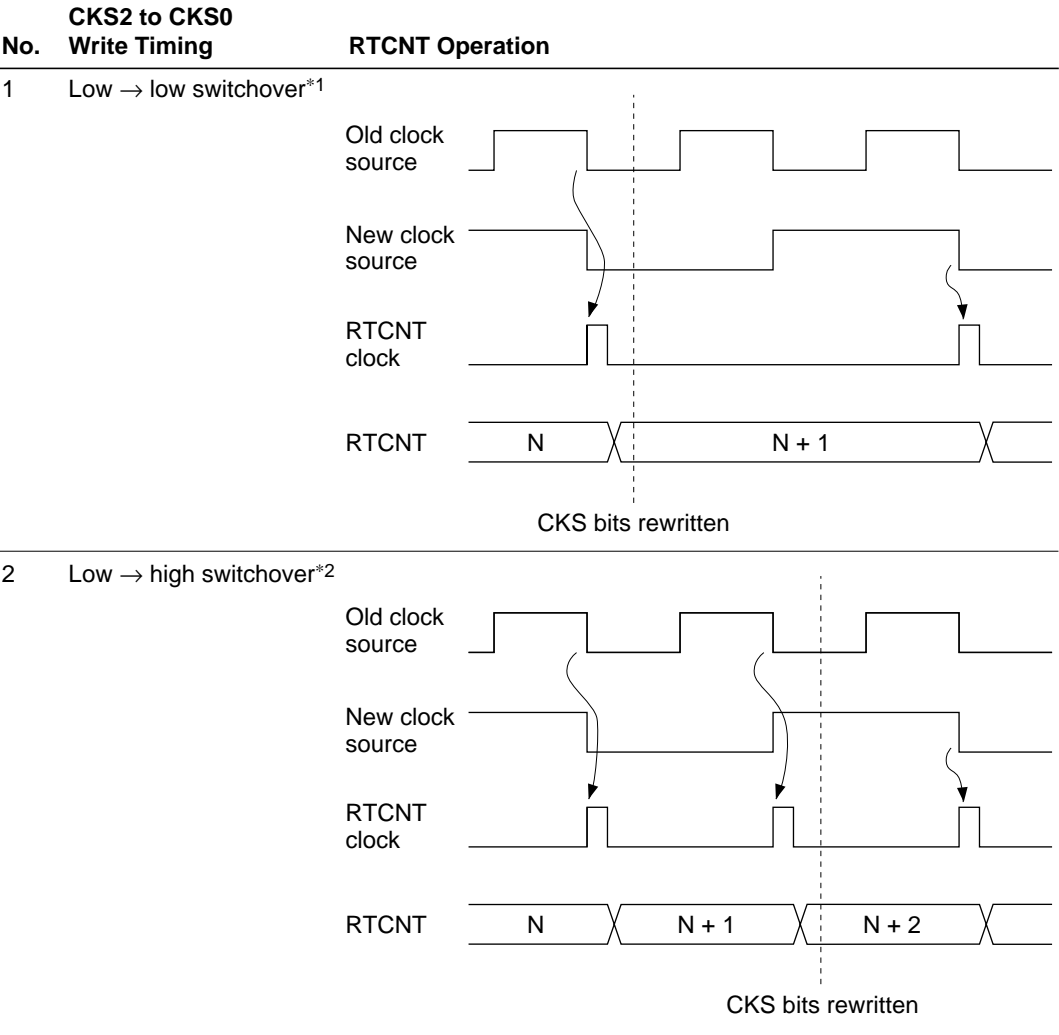 CKS2 to CKS0
No. Write Timing RTCNT Operation
1 Low → low switchover*1
Old clock
source
New clock
source
RTCNT
clock
RTCNT N N + 1
CKS bits rewritten
2 Low → high switchover*2
Old clock
source
New clock
source
RTCNT
clock
RTCNT N N + 1 N + 2
CKS bits rewritten